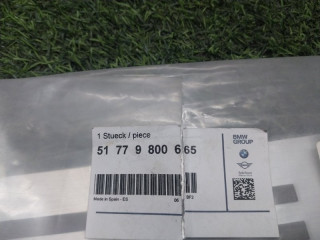 1 Stueck / piece
BMW
GROUP
51 77 9 800 665
Made in Spain - ES